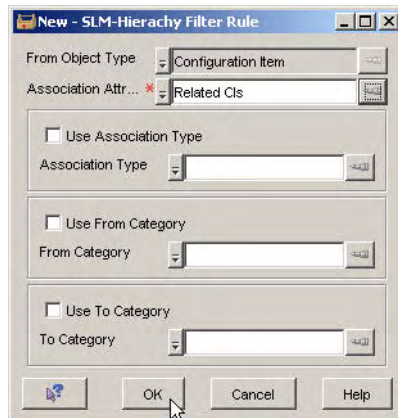 New - SLM-Hierachy Filter Rule
From Object Type Configuration Item
Association Attr... * Related CIs
Use Association Type
Association Type
Use From Category
From Category
Use To Category
To Category
? OK Cancel Help